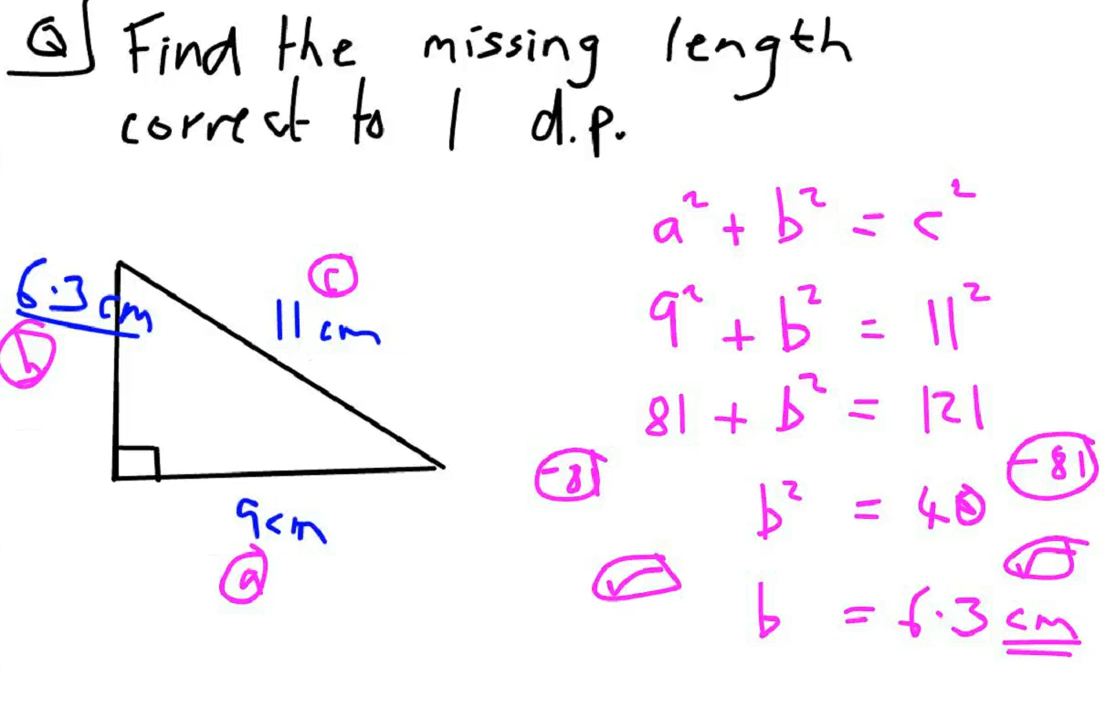 Q Find the missing length
correct to 1 d.p.
a² + b² = c²
6.3 cm
c
11 cm
9² + b² = 11²
b
81 + b² = 121
-81
-81
b² = 40
9cm
a
√
√
b = 6.3 cm